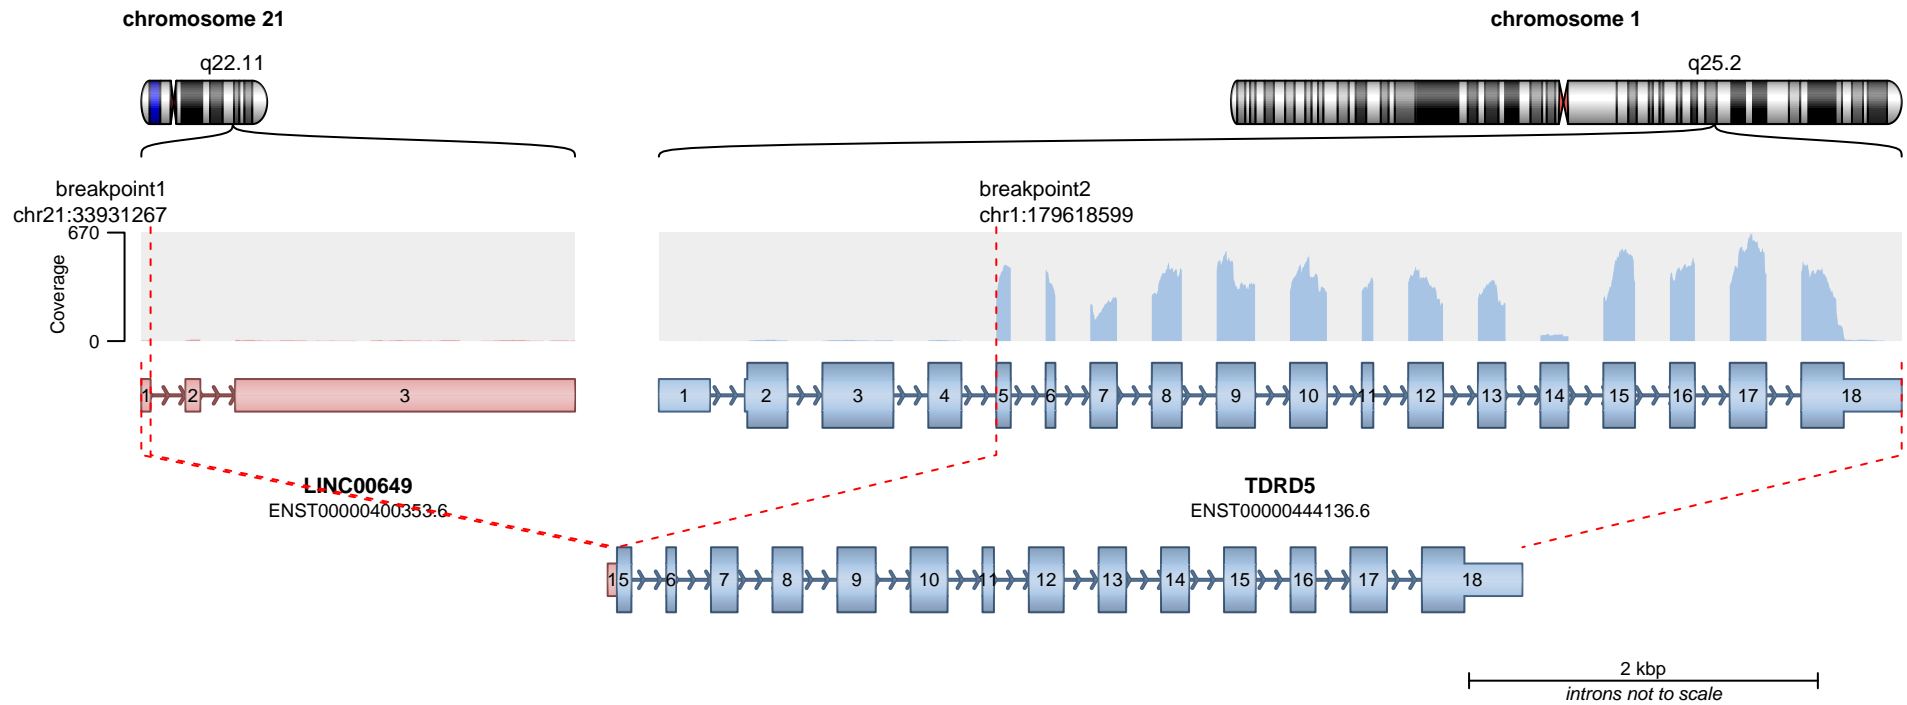 chromosome 21
chromosome 1
q22.11
q25.2
breakpoint1
chr21:33931267
breakpoint2
chr1:179618599
670
Coverage
0
1 2 3
1 2 3 4 5 6 7 8 9 10 11 12 13 14 15 16 17 18
LINC00649
ENST00000400353.6
TDRD5
ENST00000444136.6
1 5 6 7 8 9 10 11 12 13 14 15 16 17 18
2 kbp
introns not to scale